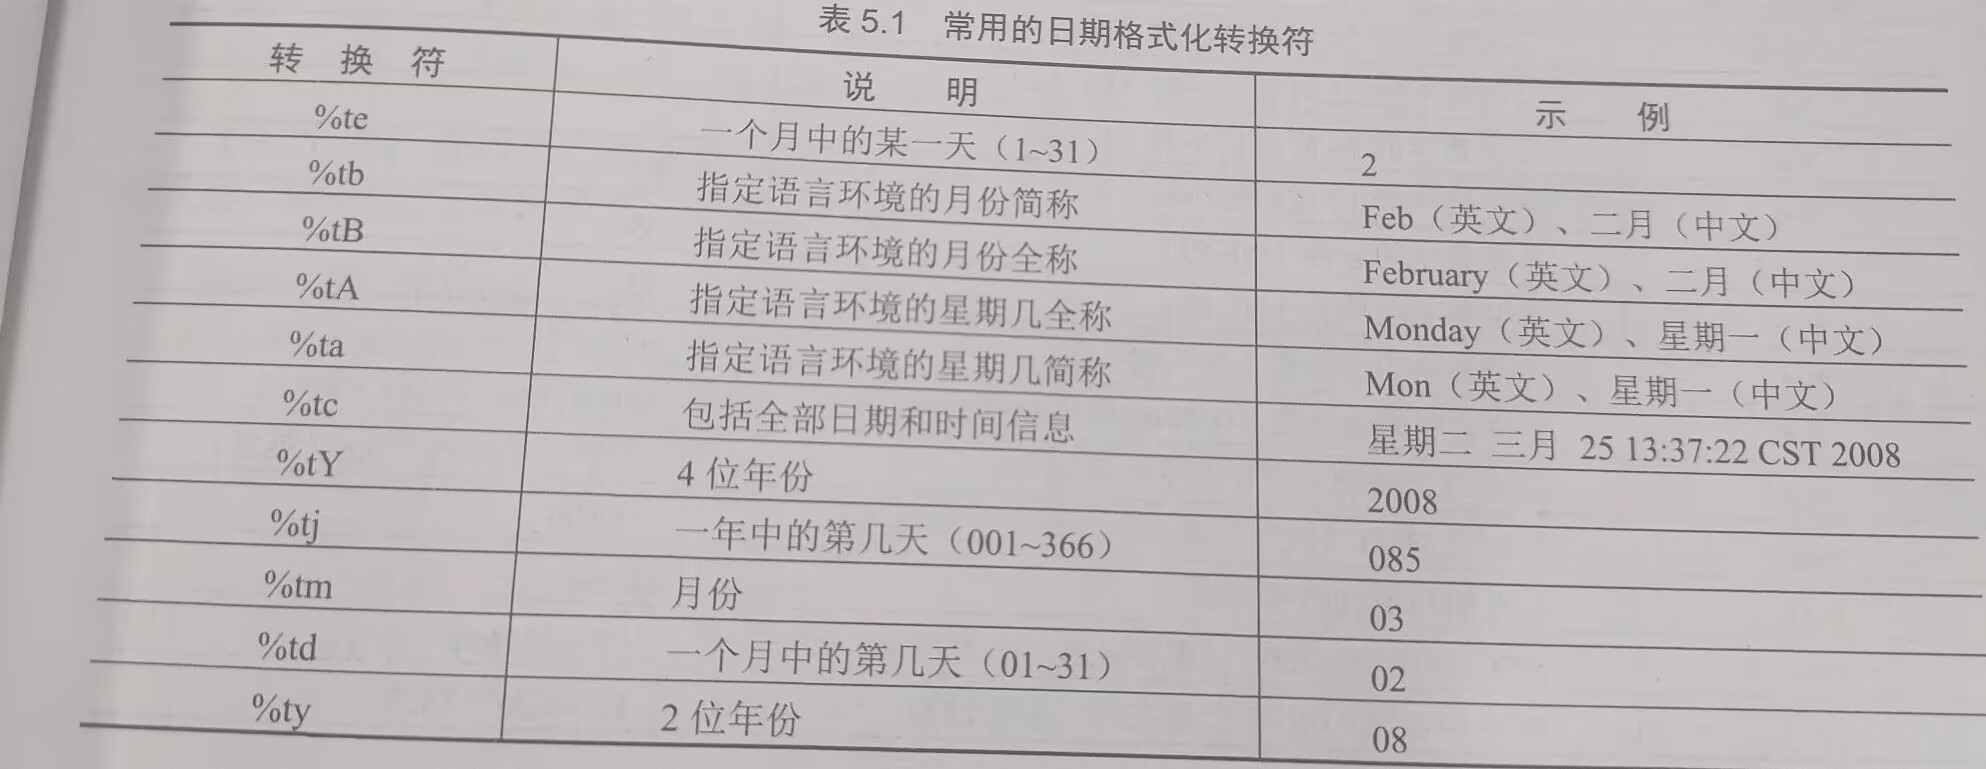 表 5.1 常用的日期格式化转换符
转 换 符 说 明 示 例
%te 一个月中的某一天（1~31） 2
%tb 指定语言环境的月份简称 Feb（英文）、二月（中文）
%tB 指定语言环境的月份全称 February（英文）、二月（中文）
%tA 指定语言环境的星期几全称 Monday（英文）、星期一（中文）
%ta 指定语言环境的星期几简称 Mon（英文）、星期一（中文）
%tc 包括全部日期和时间信息 星期二 三月 25 13:37:22 CST 2008
%tY 4 位年份 2008
%tj 一年中的第几天（001~366） 085
%tm 月份 03
%td 一个月中的第几天（01~31） 02
%ty 2 位年份 08